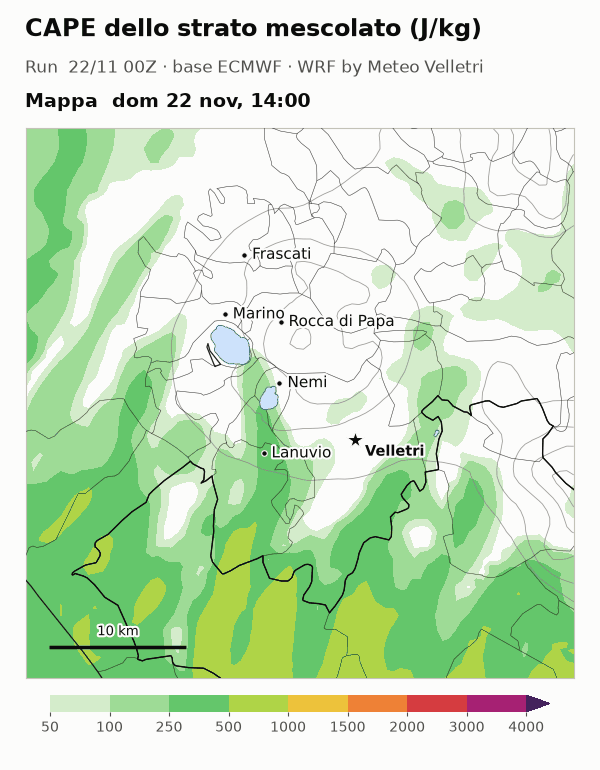 CAPE dello strato mescolato (J/kg)
Run  22/11 00Z · base ECMWF · WRF by Meteo Velletri
Mappa  dom 22 nov, 14:00
Frascati
Marino
Rocca di Papa
Nemi
Velletri
Lanuvio
10 km
50 100 250 500 1000 1500 2000 3000 4000